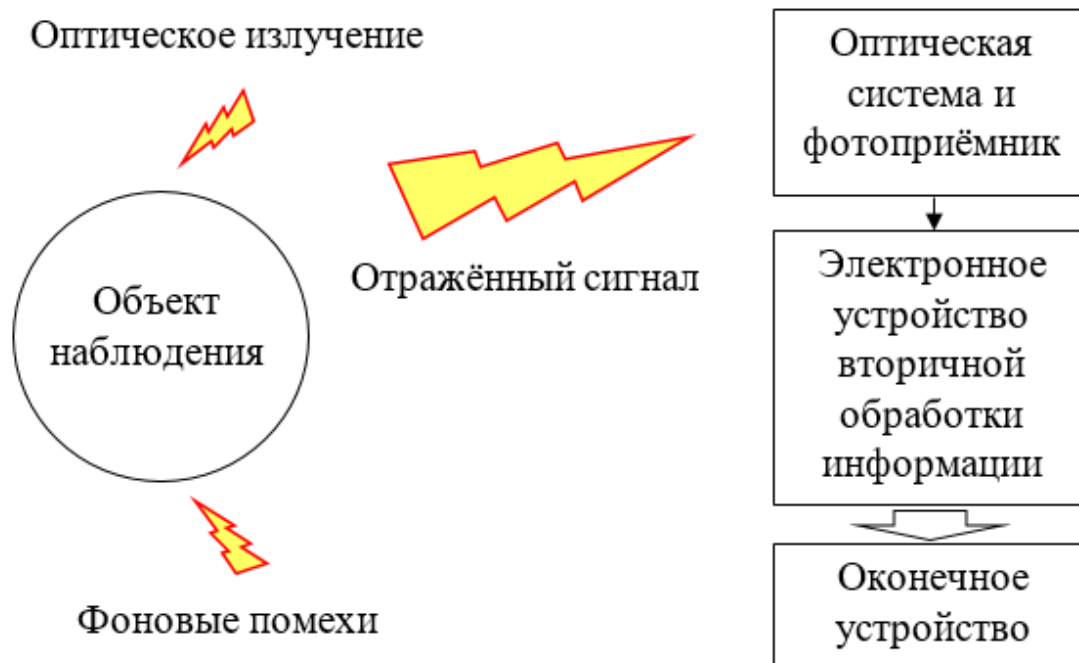 Оптическое излучение
Оптическая
система и
фотоприёмник
Отражённый сигнал
Объект
наблюдения
Электронное
устройство
вторичной
обработки
информации
Фоновые помехи
Оконечное
устройство